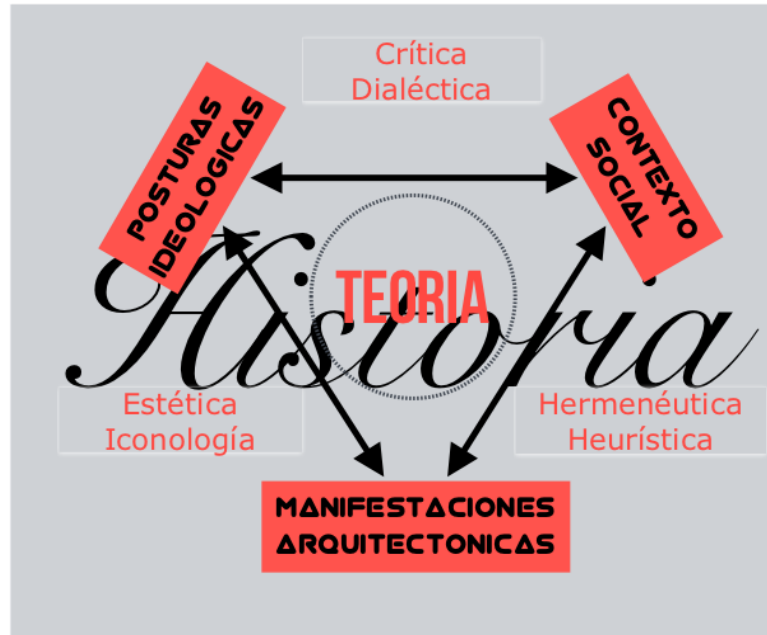 Crítica
Dialéctica
POSTURAS
IDEOLOGICAS
CONTEXTO
SOCIAL
TEORIA
Historia
Estética
Iconología
Hermenéutica
Heurística
MANIFESTACIONES
ARQUITECTONICAS